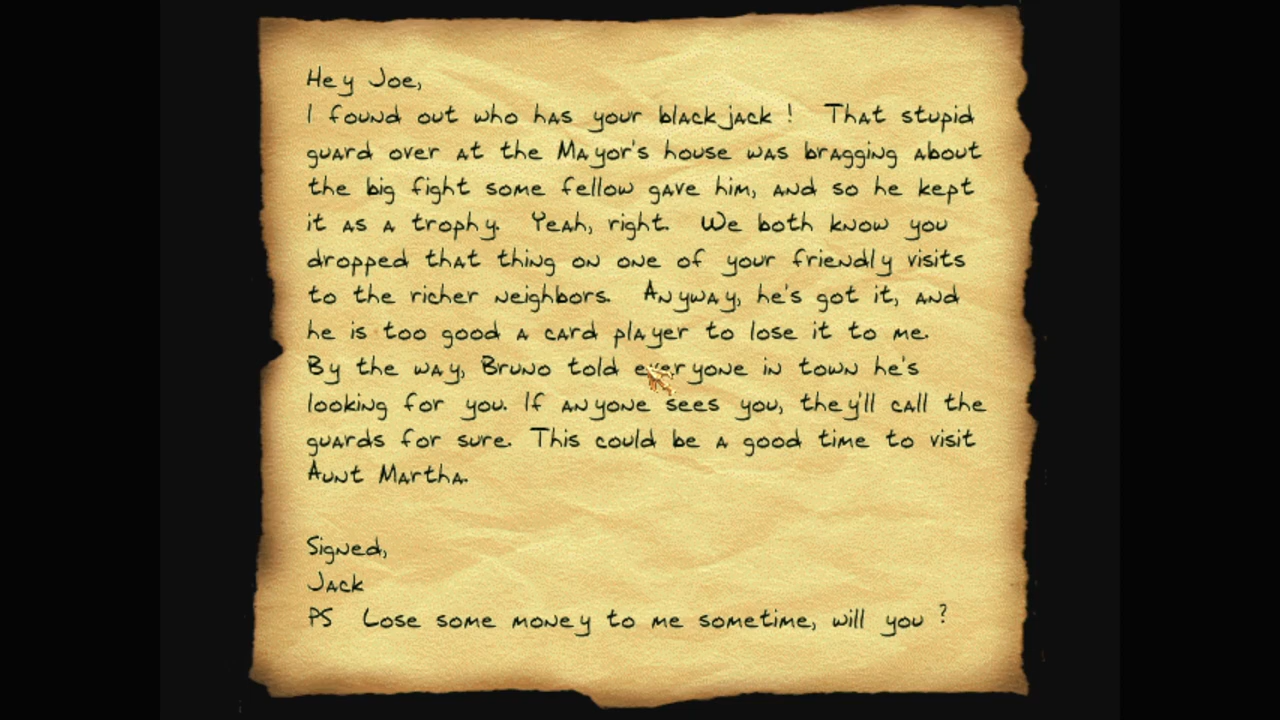 Hey Joe,
I found out who has your blackjack! That stupid
guard over at the Mayor's house was bragging about
the big fight some fellow gave him, and so he kept
it as a trophy. Yeah, right. We both know you
dropped that thing on one of your friendly visits
to the richer neighbors. Anyway, he's got it, and
he is too good a card player to lose it to me.
By the way, Bruno told everyone in town he's
looking for you. If anyone sees you, they'll call the
guards for sure. This could be a good time to visit
Aunt Martha.
Signed,
Jack
PS Lose some money to me sometime, will you ?